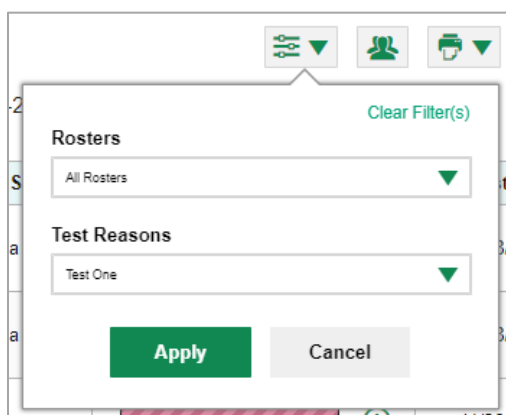 Clear Filter(s)
Rosters
All Rosters
Test Reasons
Test One
Apply
Cancel